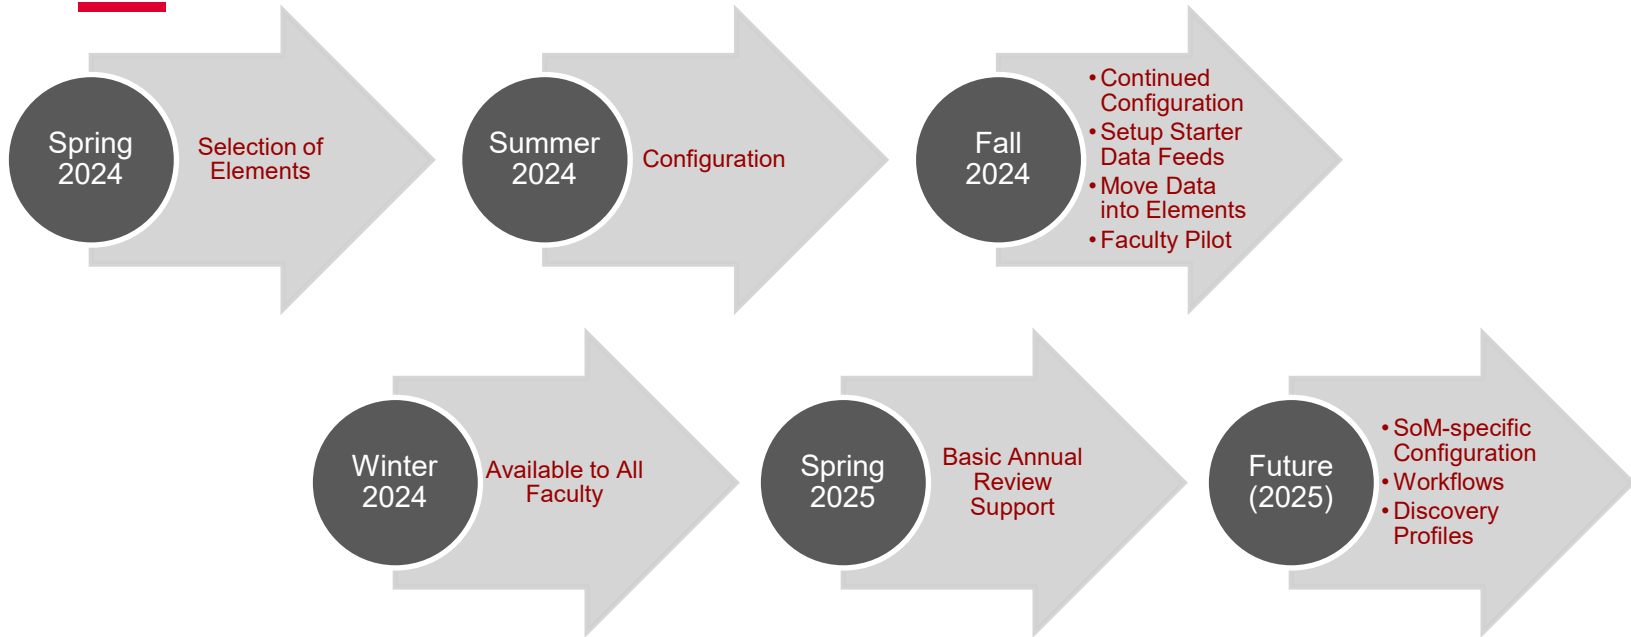 Spring
2024
Selection of
Elements
Summer
2024
Configuration
Fall
2024
• Continued
Configuration
• Setup Starter
Data Feeds
• Move Data
into Elements
• Faculty Pilot
Winter
2024
Available to All
Faculty
Spring
2025
Basic Annual
Review
Support
Future
(2025)
• SoM-specific
Configuration
• Workflows
• Discovery
Profiles